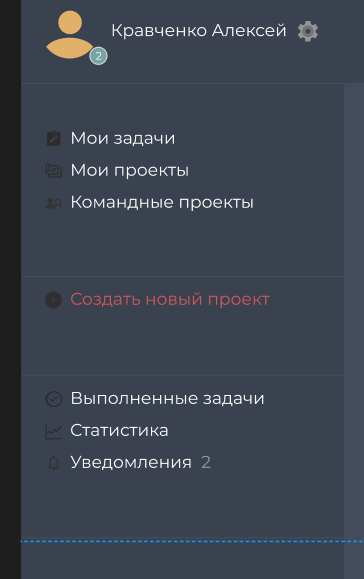 Кравченко Алексей
2
Мои задачи
Мои проекты
Командные проекты
Создать новый проект
Выполненные задачи
Статистика
Уведомления 2